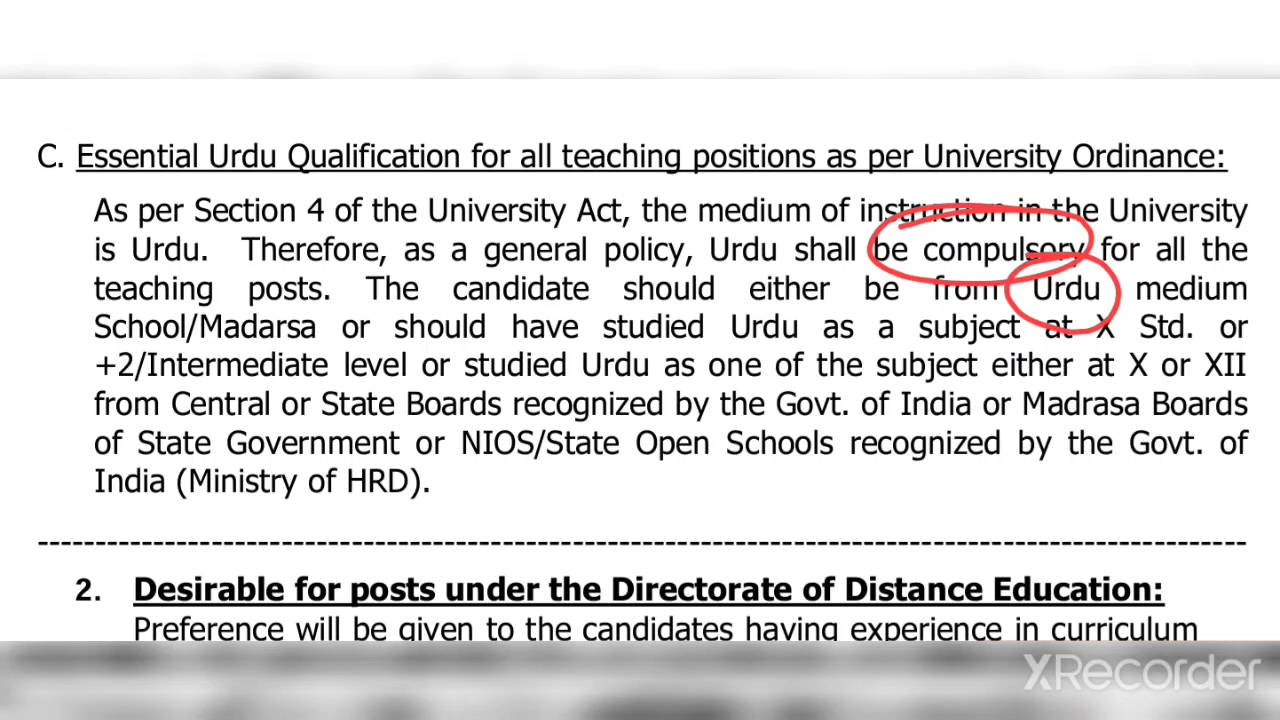 C. Essential Urdu Qualification for all teaching positions as per University Ordinance:
As per Section 4 of the University Act, the medium of instruction in the University
is Urdu. Therefore, as a general policy, Urdu shall be compulsory for all the
teaching posts. The candidate should either be from Urdu medium
School/Madarsa or should have studied Urdu as a subject at X Std. or
+2/Intermediate level or studied Urdu as one of the subject either at X or XII
from Central or State Boards recognized by the Govt. of India or Madrasa Boards
of State Government or NIOS/State Open Schools recognized by the Govt. of
India (Ministry of HRD).
--------------------------------------------------------------------------------------------------------
2. Desirable for posts under the Directorate of Distance Education:
Preference will be given to the candidates having experience in curriculum
XRecorder